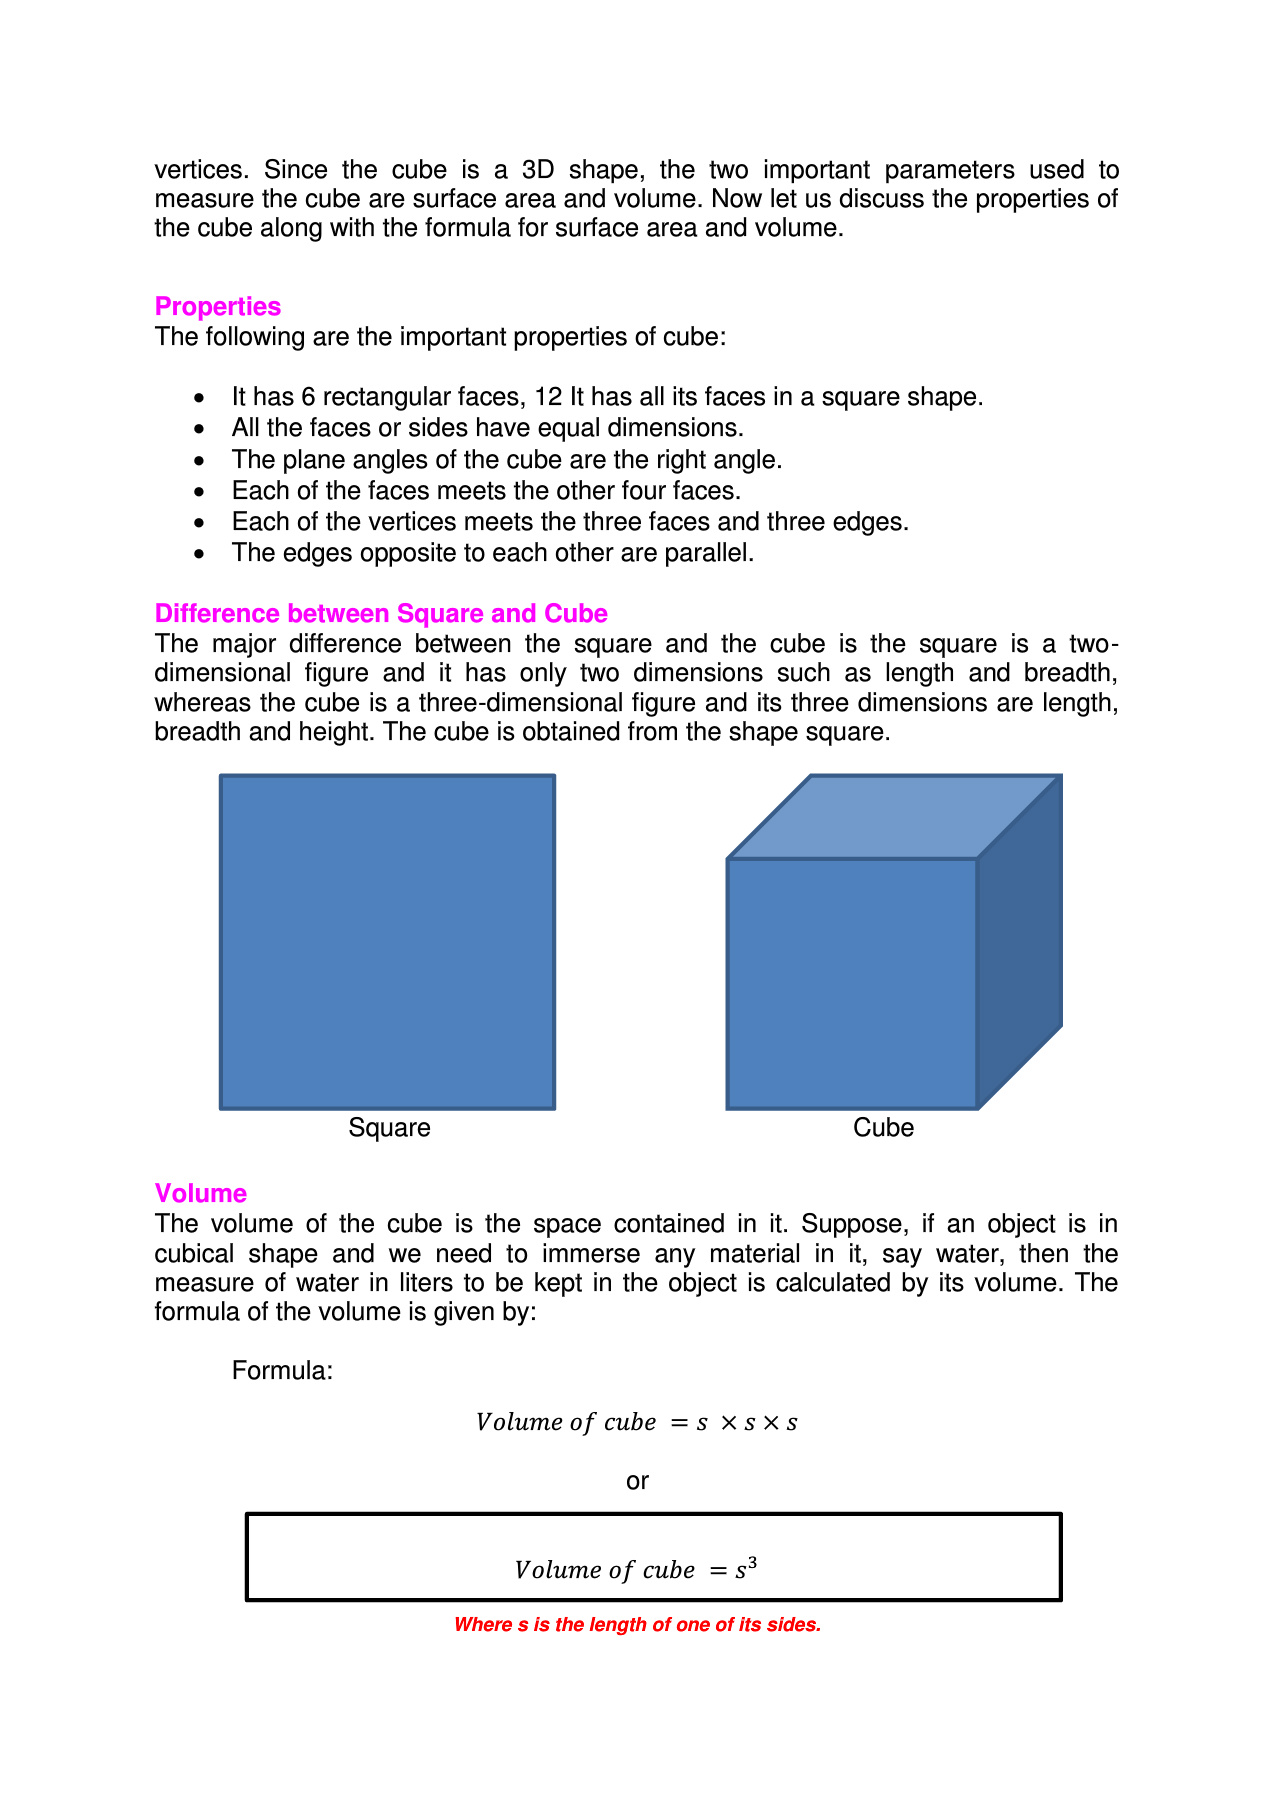 vertices. Since the cube is a 3D shape, the two important parameters used to
measure the cube are surface area and volume. Now let us discuss the properties of
the cube along with the formula for surface area and volume.
Properties
The following are the important properties of cube:
• It has 6 rectangular faces, 12 It has all its faces in a square shape.
• All the faces or sides have equal dimensions.
• The plane angles of the cube are the right angle.
• Each of the faces meets the other four faces.
• Each of the vertices meets the three faces and three edges.
• The edges opposite to each other are parallel.
Difference between Square and Cube
The major difference between the square and the cube is the square is a two-
dimensional figure and it has only two dimensions such as length and breadth,
whereas the cube is a three-dimensional figure and its three dimensions are length,
breadth and height. The cube is obtained from the shape square.
Square
Cube
Volume
The volume of the cube is the space contained in it. Suppose, if an object is in
cubical shape and we need to immerse any material in it, say water, then the
measure of water in liters to be kept in the object is calculated by its volume. The
formula of the volume is given by:
Formula:
Volume of cube = s × s × s
or
Volume of cube = s³
Where s is the length of one of its sides.